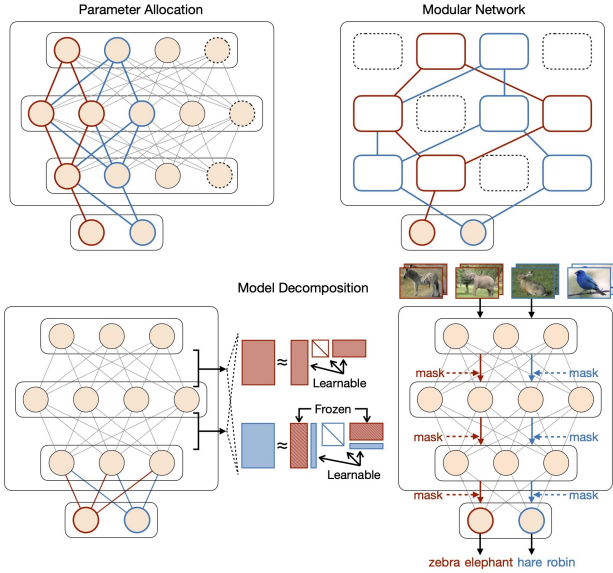 Parameter Allocation
Modular Network
Model Decomposition
≈
Learnable
Frozen
≈
Learnable
mask
mask
mask
mask
mask
mask
zebra elephant hare robin